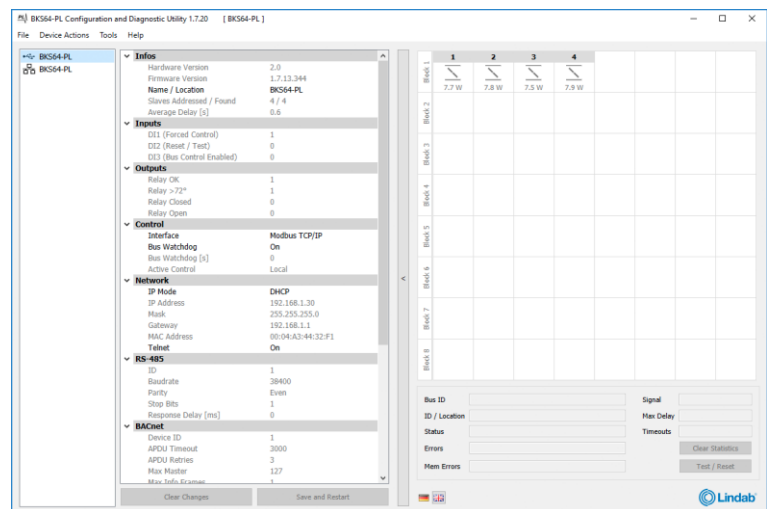 BKS64-PL Configuration and Diagnostic Utility 1.7.20 [ BKS64-PL ]
File Device Actions Tools Help
BKS64-PL
BKS64-PL
Infos
Hardware Version 2.0
Firmware Version 1.7.13.344
Name / Location BKS64-PL
Slaves Addressed / Found 4 / 4
Average Delay [s] 0.6
Inputs
DI1 (Forced Control) 1
DI2 (Reset / Test) 0
DI3 (Bus Control Enabled) 0
Outputs
Relay OK 1
Relay >72° 1
Relay Closed 0
Relay Open 0
Control
Interface Modbus TCP/IP
Bus Watchdog On
Bus Watchdog [s] 0
Active Control Local
Network
IP Mode DHCP
IP Address 192.168.1.30
Mask 255.255.255.0
Gateway 192.168.1.1
MAC Address 00:04:A3:44:32:F1
Telnet On
RS-485
ID 1
Baudrate 38400
Parity Even
Stop Bits 1
Response Delay [ms] 0
BACnet
Device ID 1
APDU Timeout 3000
APDU Retries 3
Max Master 127
Max Info Frames 1
Clear Changes Save and Restart
<
1 2 3 4
Block 1
7.7 W 7.8 W 7.5 W 7.9 W
Block 2
Block 3
Block 4
Block 5
Block 6
Block 7
Block 8
Bus ID Signal
ID / Location Max Delay
Status Timeouts
Errors Clear Statistics
Mem Errors Test / Reset
Lindab